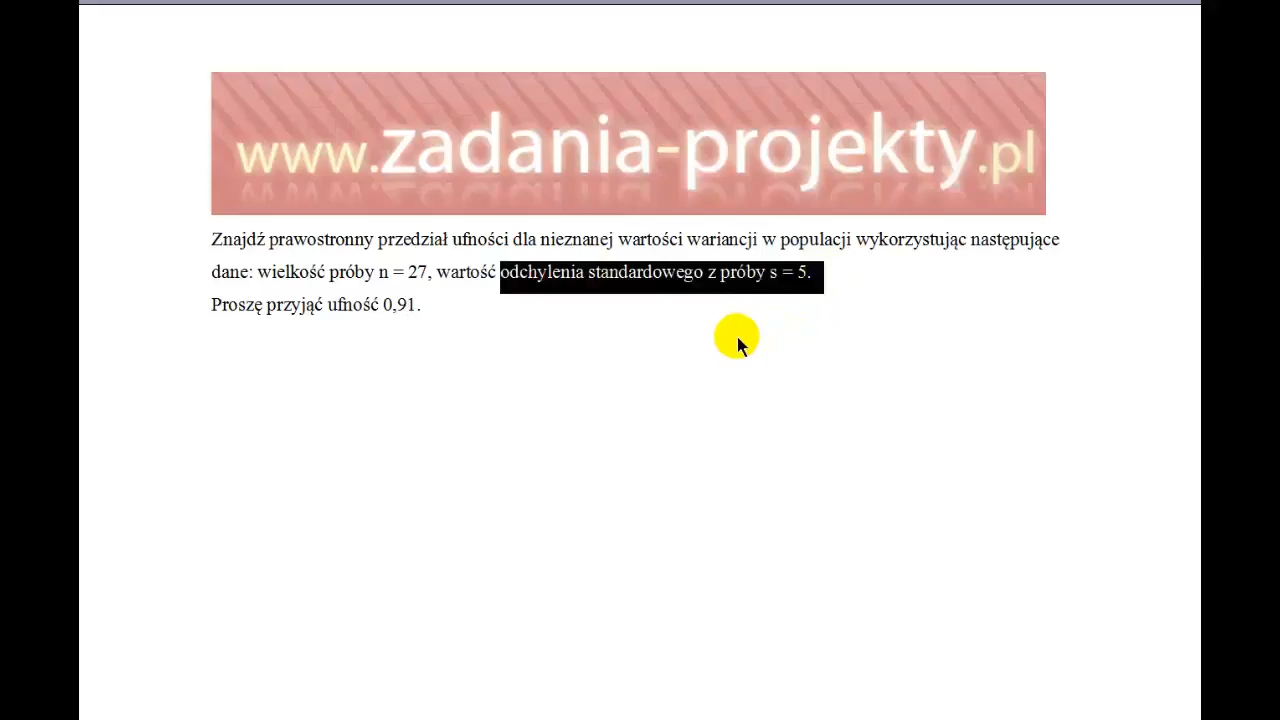 www.zadania-projekty.pl
Znajdź prawostronny przedział ufności dla nieznanej wartości wariancji w populacji wykorzystując następujące
dane: wielkość próby n = 27, wartość odchylenia standardowego z próby s = 5.
Proszę przyjąć ufność 0,91.